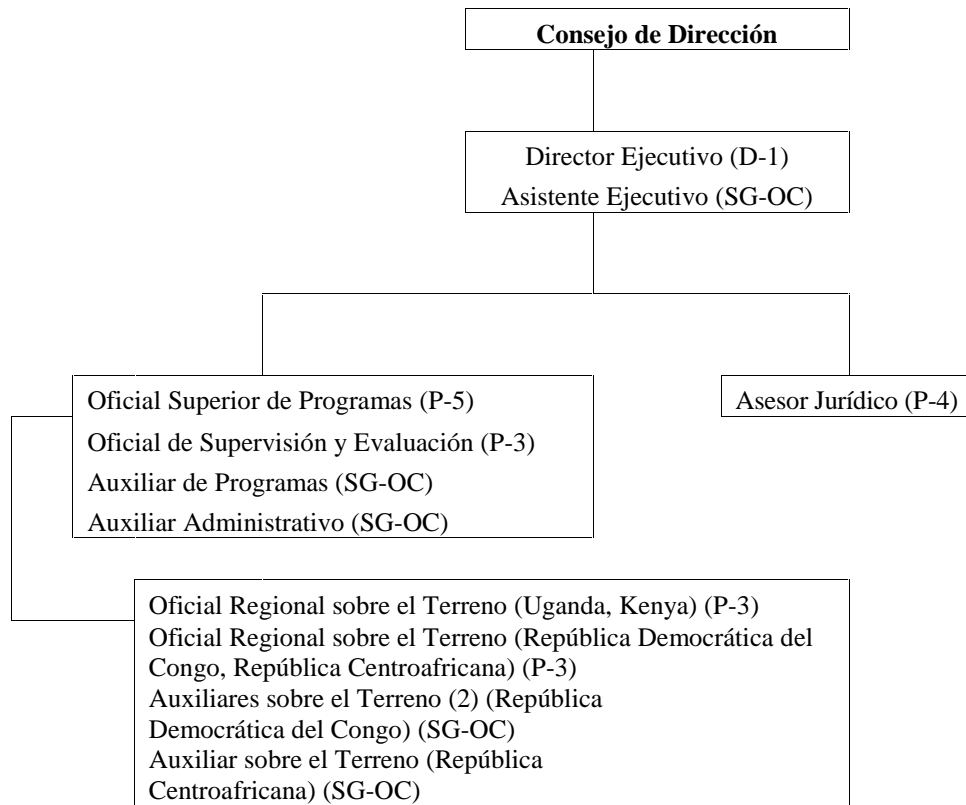 Consejo de Dirección
Director Ejecutivo (D-1)
Asistente Ejecutivo (SG-OC)
Oficial Superior de Programas (P-5)
Oficial de Supervisión y Evaluación (P-3)
Auxiliar de Programas (SG-OC)
Auxiliar Administrativo (SG-OC)
Asesor Jurídico (P-4)
Oficial Regional sobre el Terreno (Uganda, Kenya) (P-3)
Oficial Regional sobre el Terreno (República Democrática del
Congo, República Centroafricana) (P-3)
Auxiliares sobre el Terreno (2) (República
Democrática del Congo) (SG-OC)
Auxiliar sobre el Terreno (República
Centroafricana) (SG-OC)